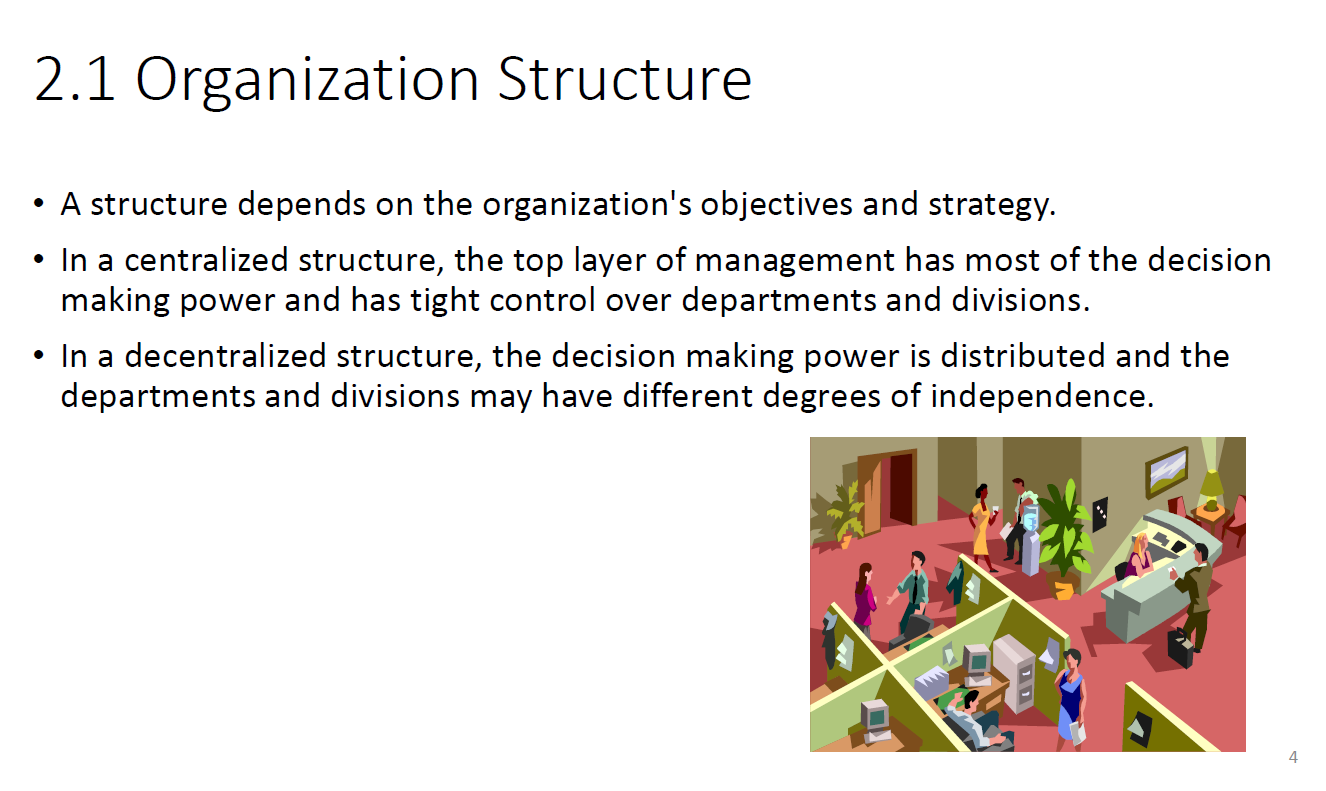 2.1 Organization Structure
• A structure depends on the organization's objectives and strategy.
• In a centralized structure, the top layer of management has most of the decision
making power and has tight control over departments and divisions.
• In a decentralized structure, the decision making power is distributed and the
departments and divisions may have different degrees of independence.
4